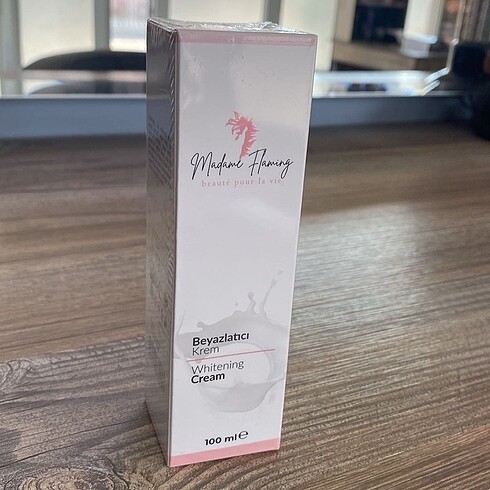 Madame Flaming
beauté pour la vie
Beyazlatıcı
Krem
Whitening
Cream
100 ml ℮